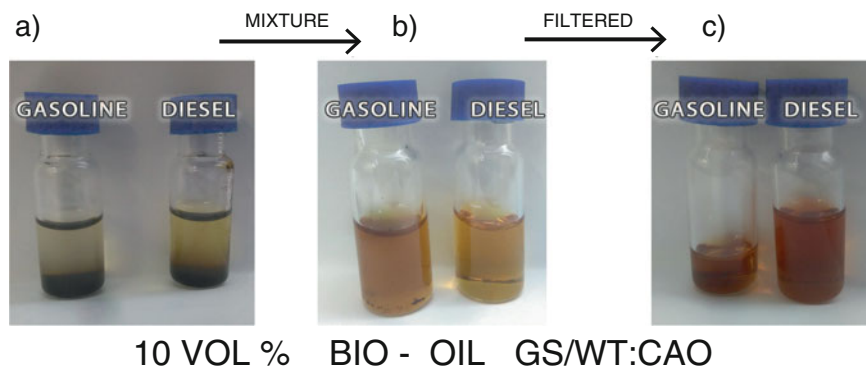 a)
MIXTURE
b)
FILTERED
c)
GASOLINE DIESEL
GASOLINE DIESEL
GASOLINE DIESEL
10 VOL % BIO - OIL GS/WT:CAO